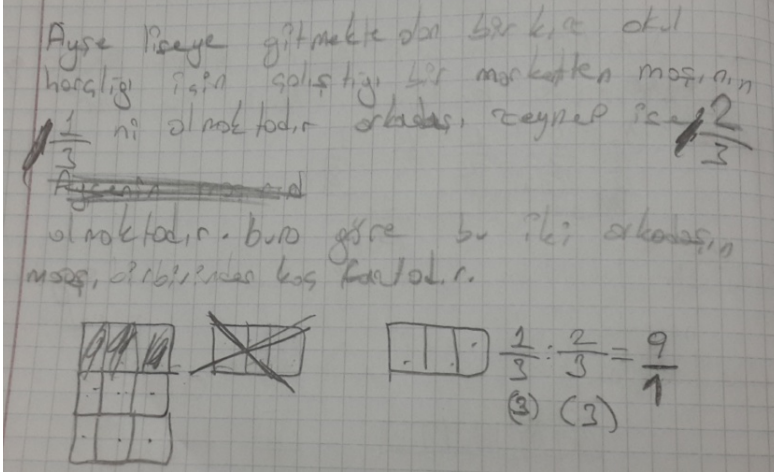 Ayşe liseye gitmekte olan bir kız okul
harçlığı için çalıştığı bir marketten maaşının
1/3 ni almaktadır arkadaşı zeynep ise 2/3
almaktadır. buna göre bu iki arkadaşın
maaşı birbirinden kaç fazladır.
1/3 : 2/3 = 9/1
(3) (3)